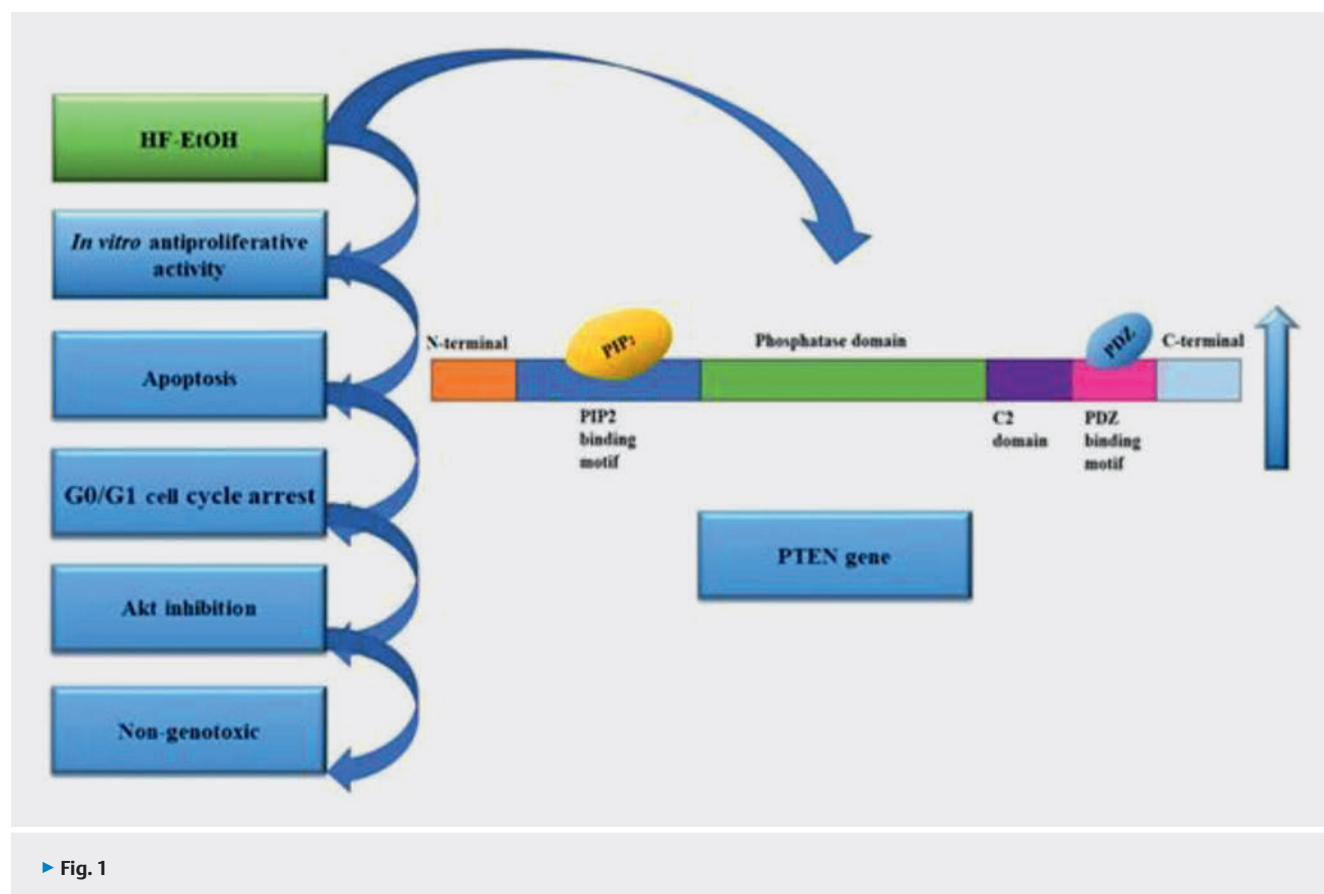 HF-EtOH
In vitro antiproliferative
activity
Apoptosis
G0/G1 cell cycle arrest
Akt inhibition
Non-genotoxic
N-terminal
PIP₂
Phosphatase domain
PDZ
C-terminal
PIP2
binding
motif
C2
domain
PDZ
binding
motif
PTEN gene
► Fig. 1